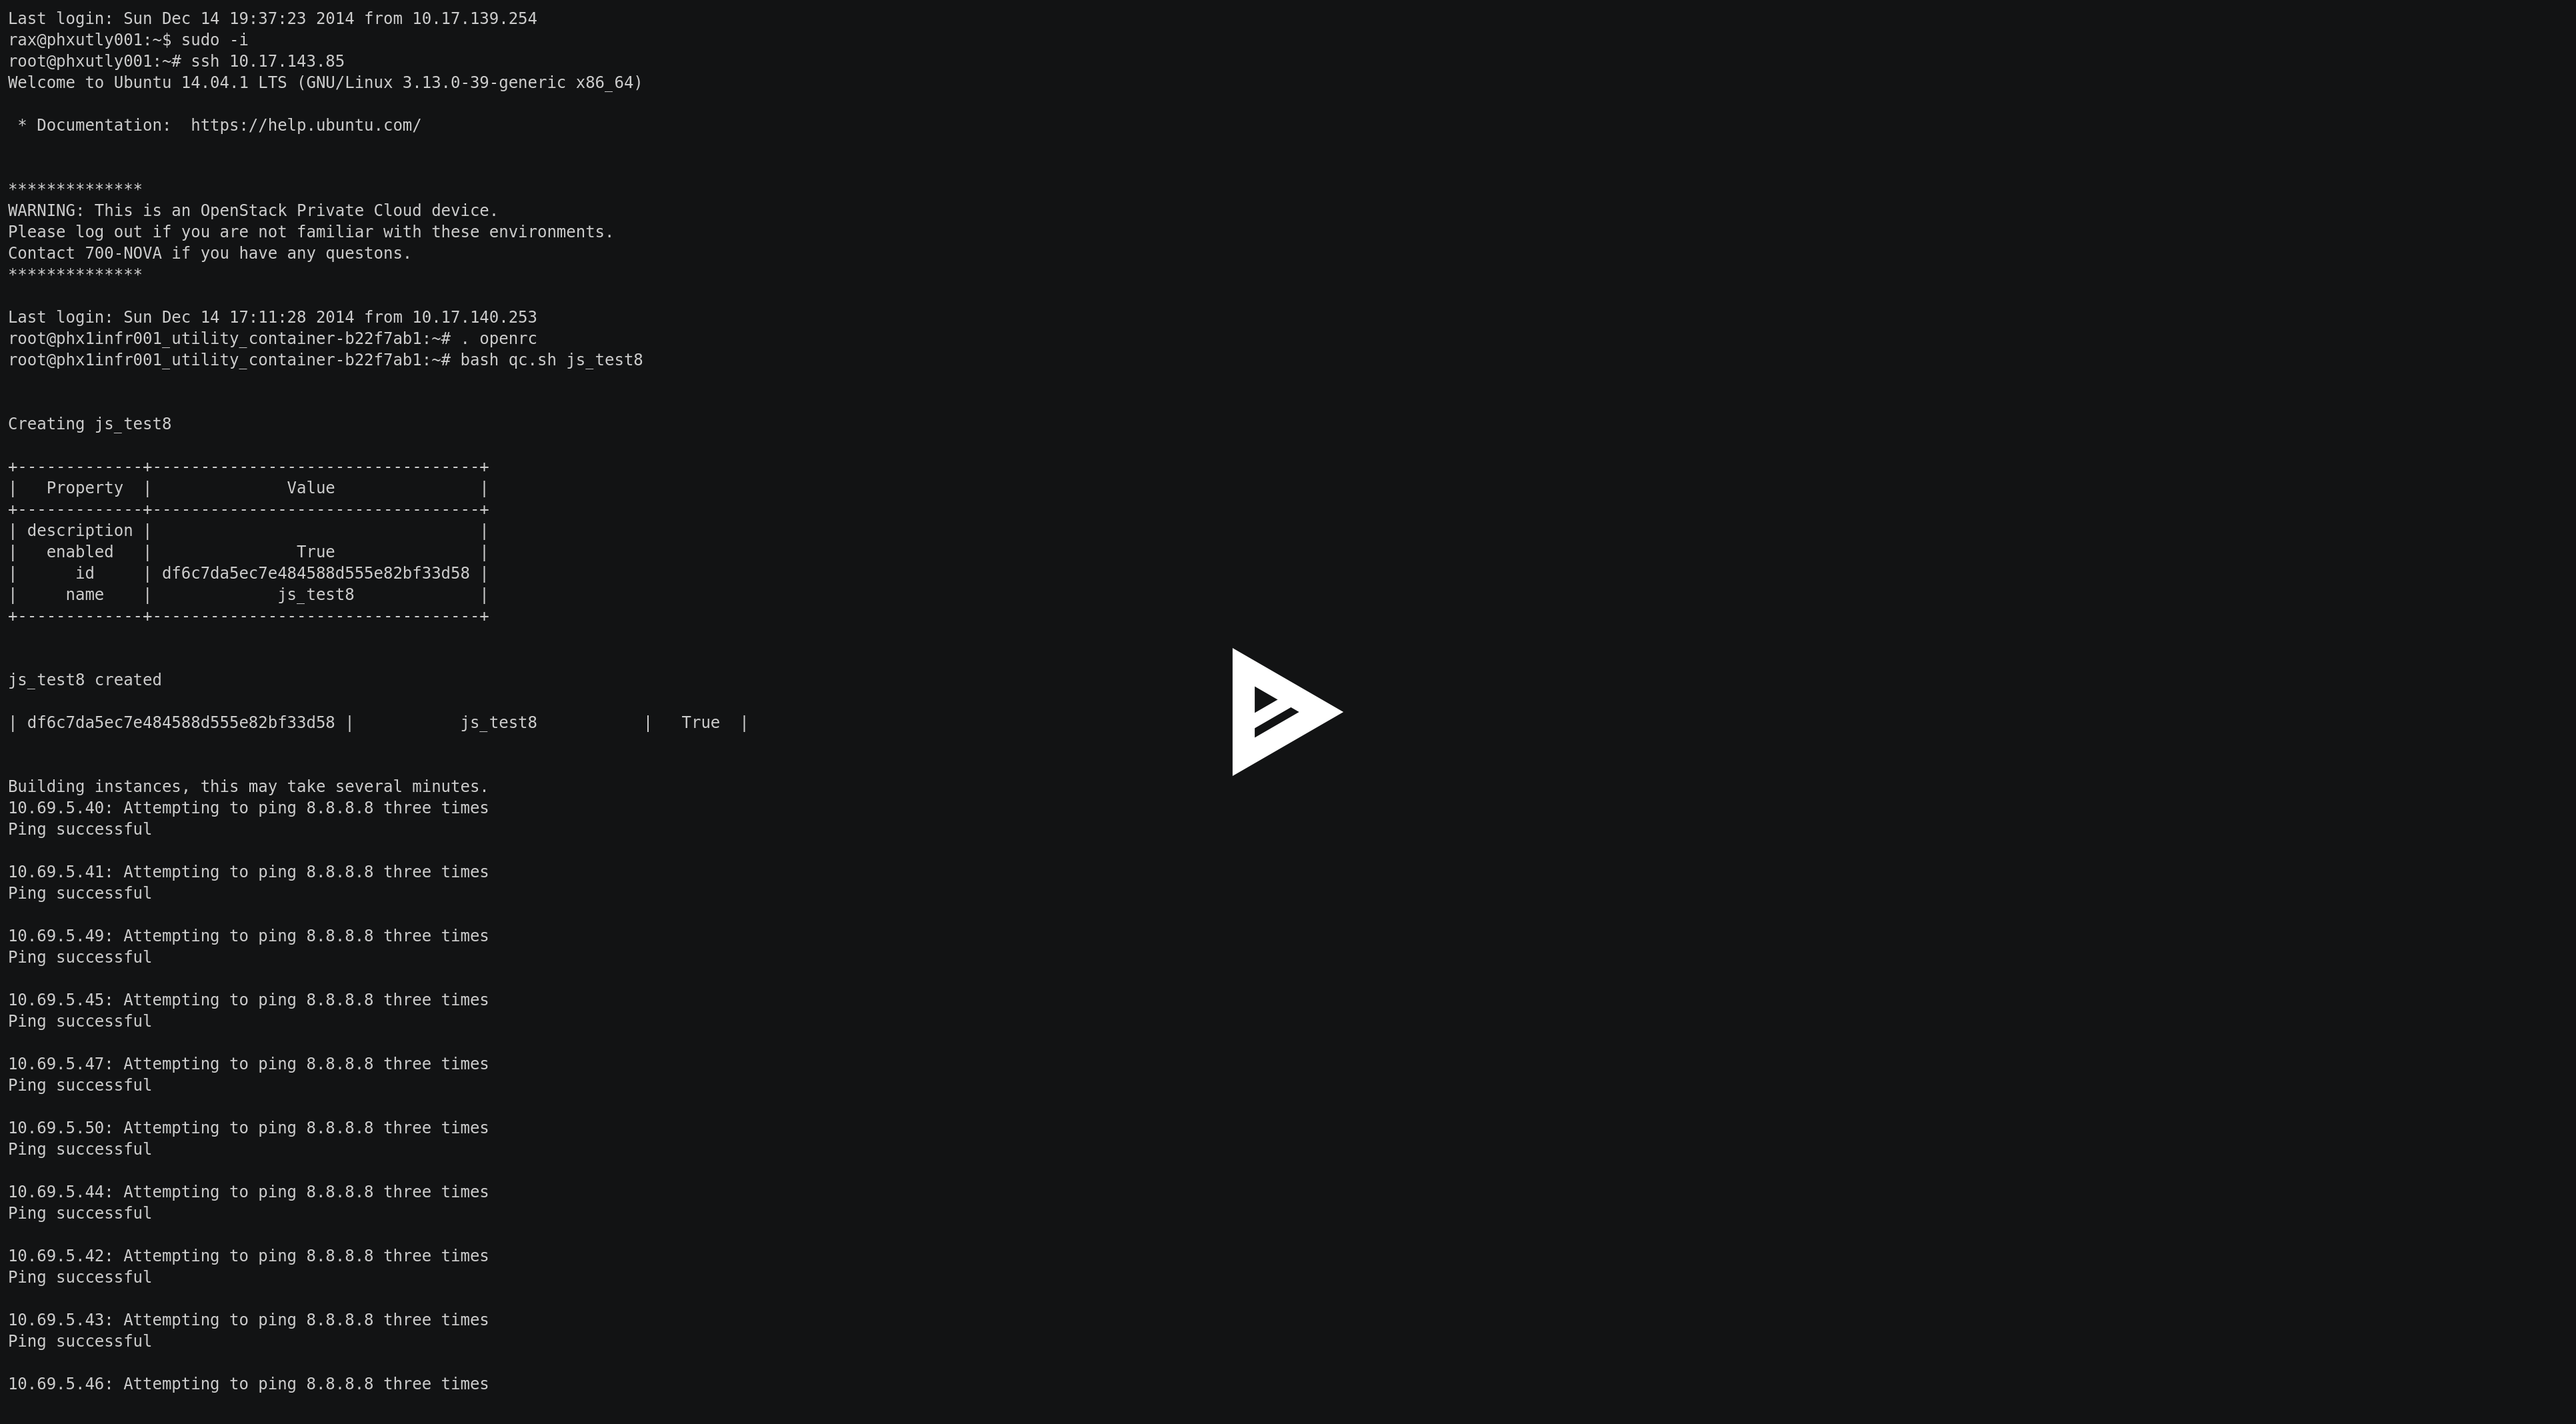 Last login: Sun Dec 14 19:37:23 2014 from 10.17.139.254
rax@phxutly001:~$ sudo -i
root@phxutly001:~# ssh 10.17.143.85
Welcome to Ubuntu 14.04.1 LTS (GNU/Linux 3.13.0-39-generic x86_64)

 * Documentation:  https://help.ubuntu.com/


**************
WARNING: This is an OpenStack Private Cloud device.
Please log out if you are not familiar with these environments.
Contact 700-NOVA if you have any questons.
**************

Last login: Sun Dec 14 17:11:28 2014 from 10.17.140.253
root@phx1infr001_utility_container-b22f7ab1:~# . openrc
root@phx1infr001_utility_container-b22f7ab1:~# bash qc.sh js_test8


Creating js_test8

+-------------+----------------------------------+
|   Property  |              Value               |
+-------------+----------------------------------+
| description |                                  |
|   enabled   |               True               |
|      id     | df6c7da5ec7e484588d555e82bf33d58 |
|     name    |             js_test8             |
+-------------+----------------------------------+


js_test8 created

| df6c7da5ec7e484588d555e82bf33d58 |           js_test8           |   True  |


Building instances, this may take several minutes.
10.69.5.40: Attempting to ping 8.8.8.8 three times
Ping successful

10.69.5.41: Attempting to ping 8.8.8.8 three times
Ping successful

10.69.5.49: Attempting to ping 8.8.8.8 three times
Ping successful

10.69.5.45: Attempting to ping 8.8.8.8 three times
Ping successful

10.69.5.47: Attempting to ping 8.8.8.8 three times
Ping successful

10.69.5.50: Attempting to ping 8.8.8.8 three times
Ping successful

10.69.5.44: Attempting to ping 8.8.8.8 three times
Ping successful

10.69.5.42: Attempting to ping 8.8.8.8 three times
Ping successful

10.69.5.43: Attempting to ping 8.8.8.8 three times
Ping successful

10.69.5.46: Attempting to ping 8.8.8.8 three times